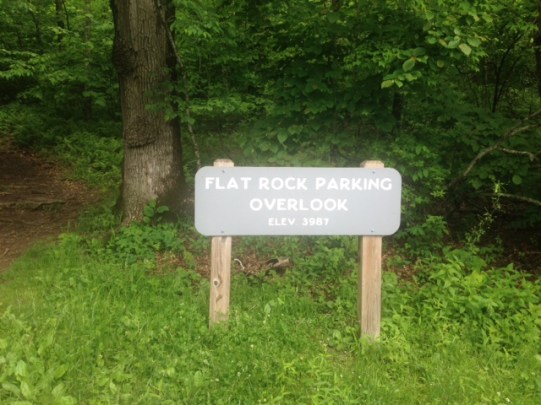 FLAT ROCK PARKING
OVERLOOK
ELEV. 3987